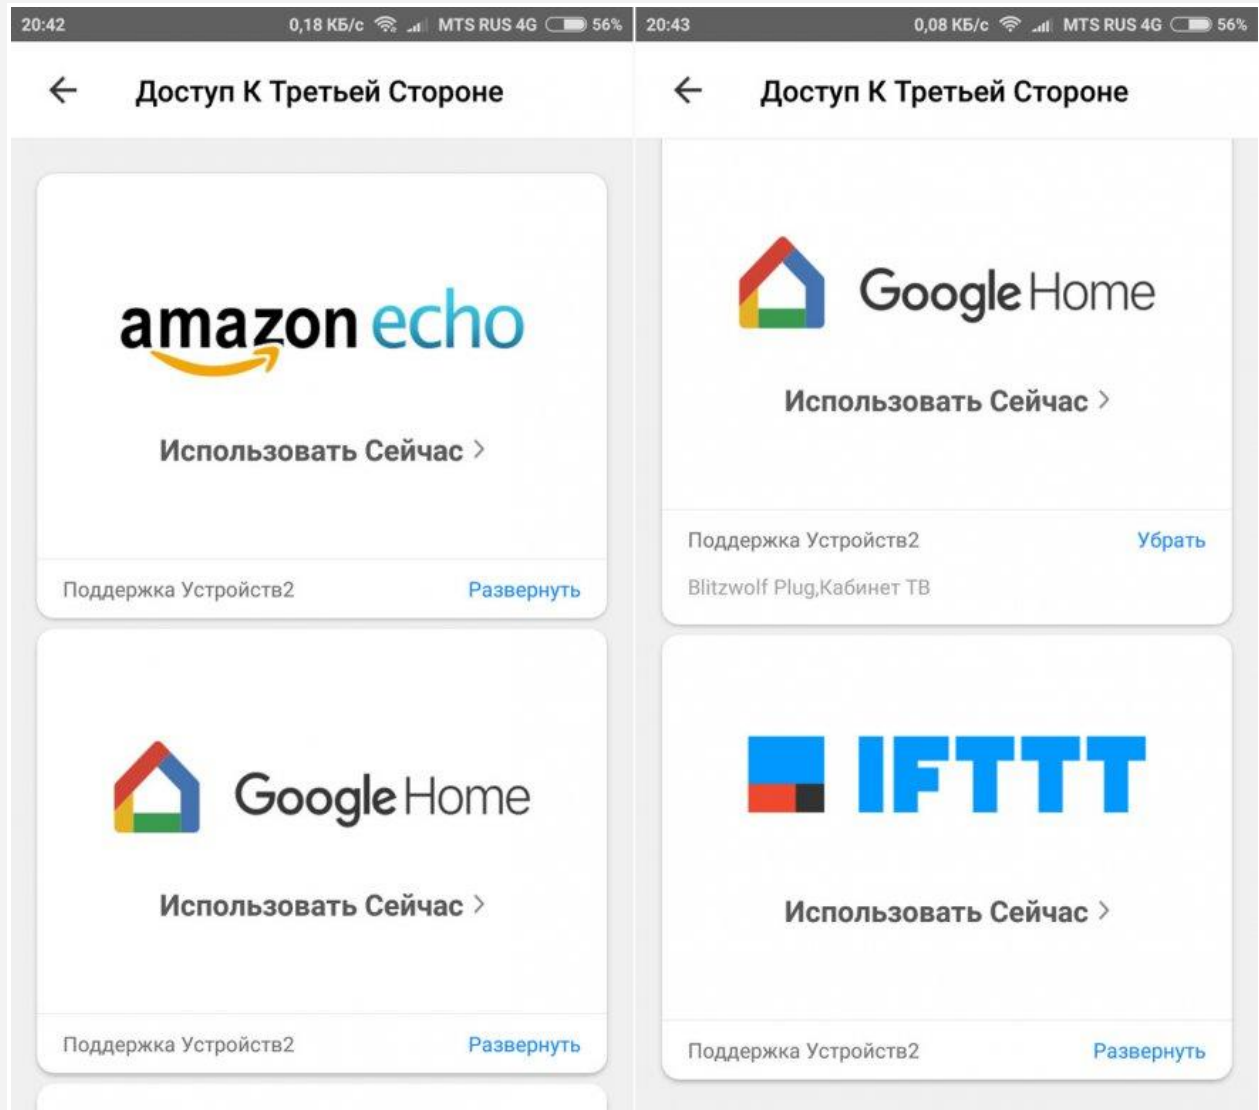 20:42 0,18 КБ/с MTS RUS 4G 56%
Доступ К Третьей Стороне
amazon echo
Использовать Сейчас >
Поддержка Устройств2 Развернуть
Google Home
Использовать Сейчас >
Поддержка Устройств2 Развернуть
20:43 0,08 КБ/с MTS RUS 4G 56%
Доступ К Третьей Стороне
Google Home
Использовать Сейчас >
Поддержка Устройств2 Убрать
Blitzwolf Plug,Кабинет ТВ
IFTTT
Использовать Сейчас >
Поддержка Устройств2 Развернуть